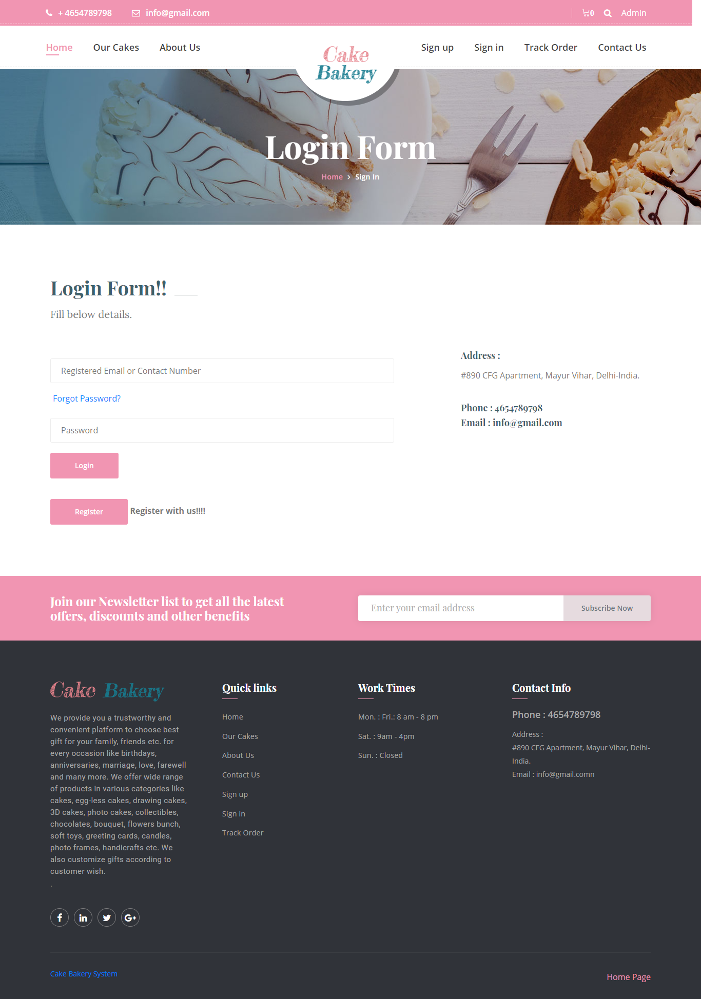 + 4654789798 info@gmail.com 0 Admin
Home Our Cakes About Us Sign up Sign in Track Order Contact Us
Cake
Bakery
Login Form
Home > Sign In
Login Form!!
Fill below details.
Registered Email or Contact Number
Forgot Password?
Password
Login
Register Register with us!!!!
Address :
#890 CFG Apartment, Mayur Vihar, Delhi-India.
Phone : 4654789798
Email : info@gmail.com
Join our Newsletter list to get all the latest
offers, discounts and other benefits
Enter your email address Subscribe Now
Cake Bakery
We provide you a trustworthy and
convenient platform to choose best
gift for your family, friends etc. for
every occasion like birthdays,
anniversaries, marriage, love, farewell
and many more. We offer wide range
of products in various categories like
cakes, egg-less cakes, drawing cakes,
3D cakes, photo cakes, collectibles,
chocolates, bouquet, flowers bunch,
soft toys, greeting cards, candles,
photo frames, handicrafts etc. We
also customize gifts according to
customer wish.
.
Quick links
Home
Our Cakes
About Us
Contact Us
Sign up
Sign in
Track Order
Work Times
Mon. : Fri.: 8 am - 8 pm
Sat. : 9am - 4pm
Sun. : Closed
Contact Info
Phone : 4654789798
Address :
#890 CFG Apartment, Mayur Vihar, Delhi-
India.
Email : info@gmail.comn
f in G+
Cake Bakery System
Home Page